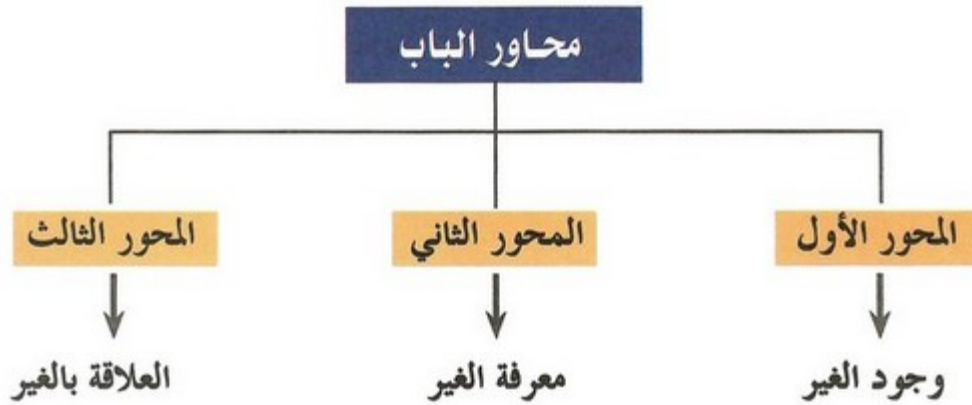 محاور الباب
المحور الأول
المحور الثاني
المحور الثالث
وجود الغير
معرفة الغير
العلاقة بالغير